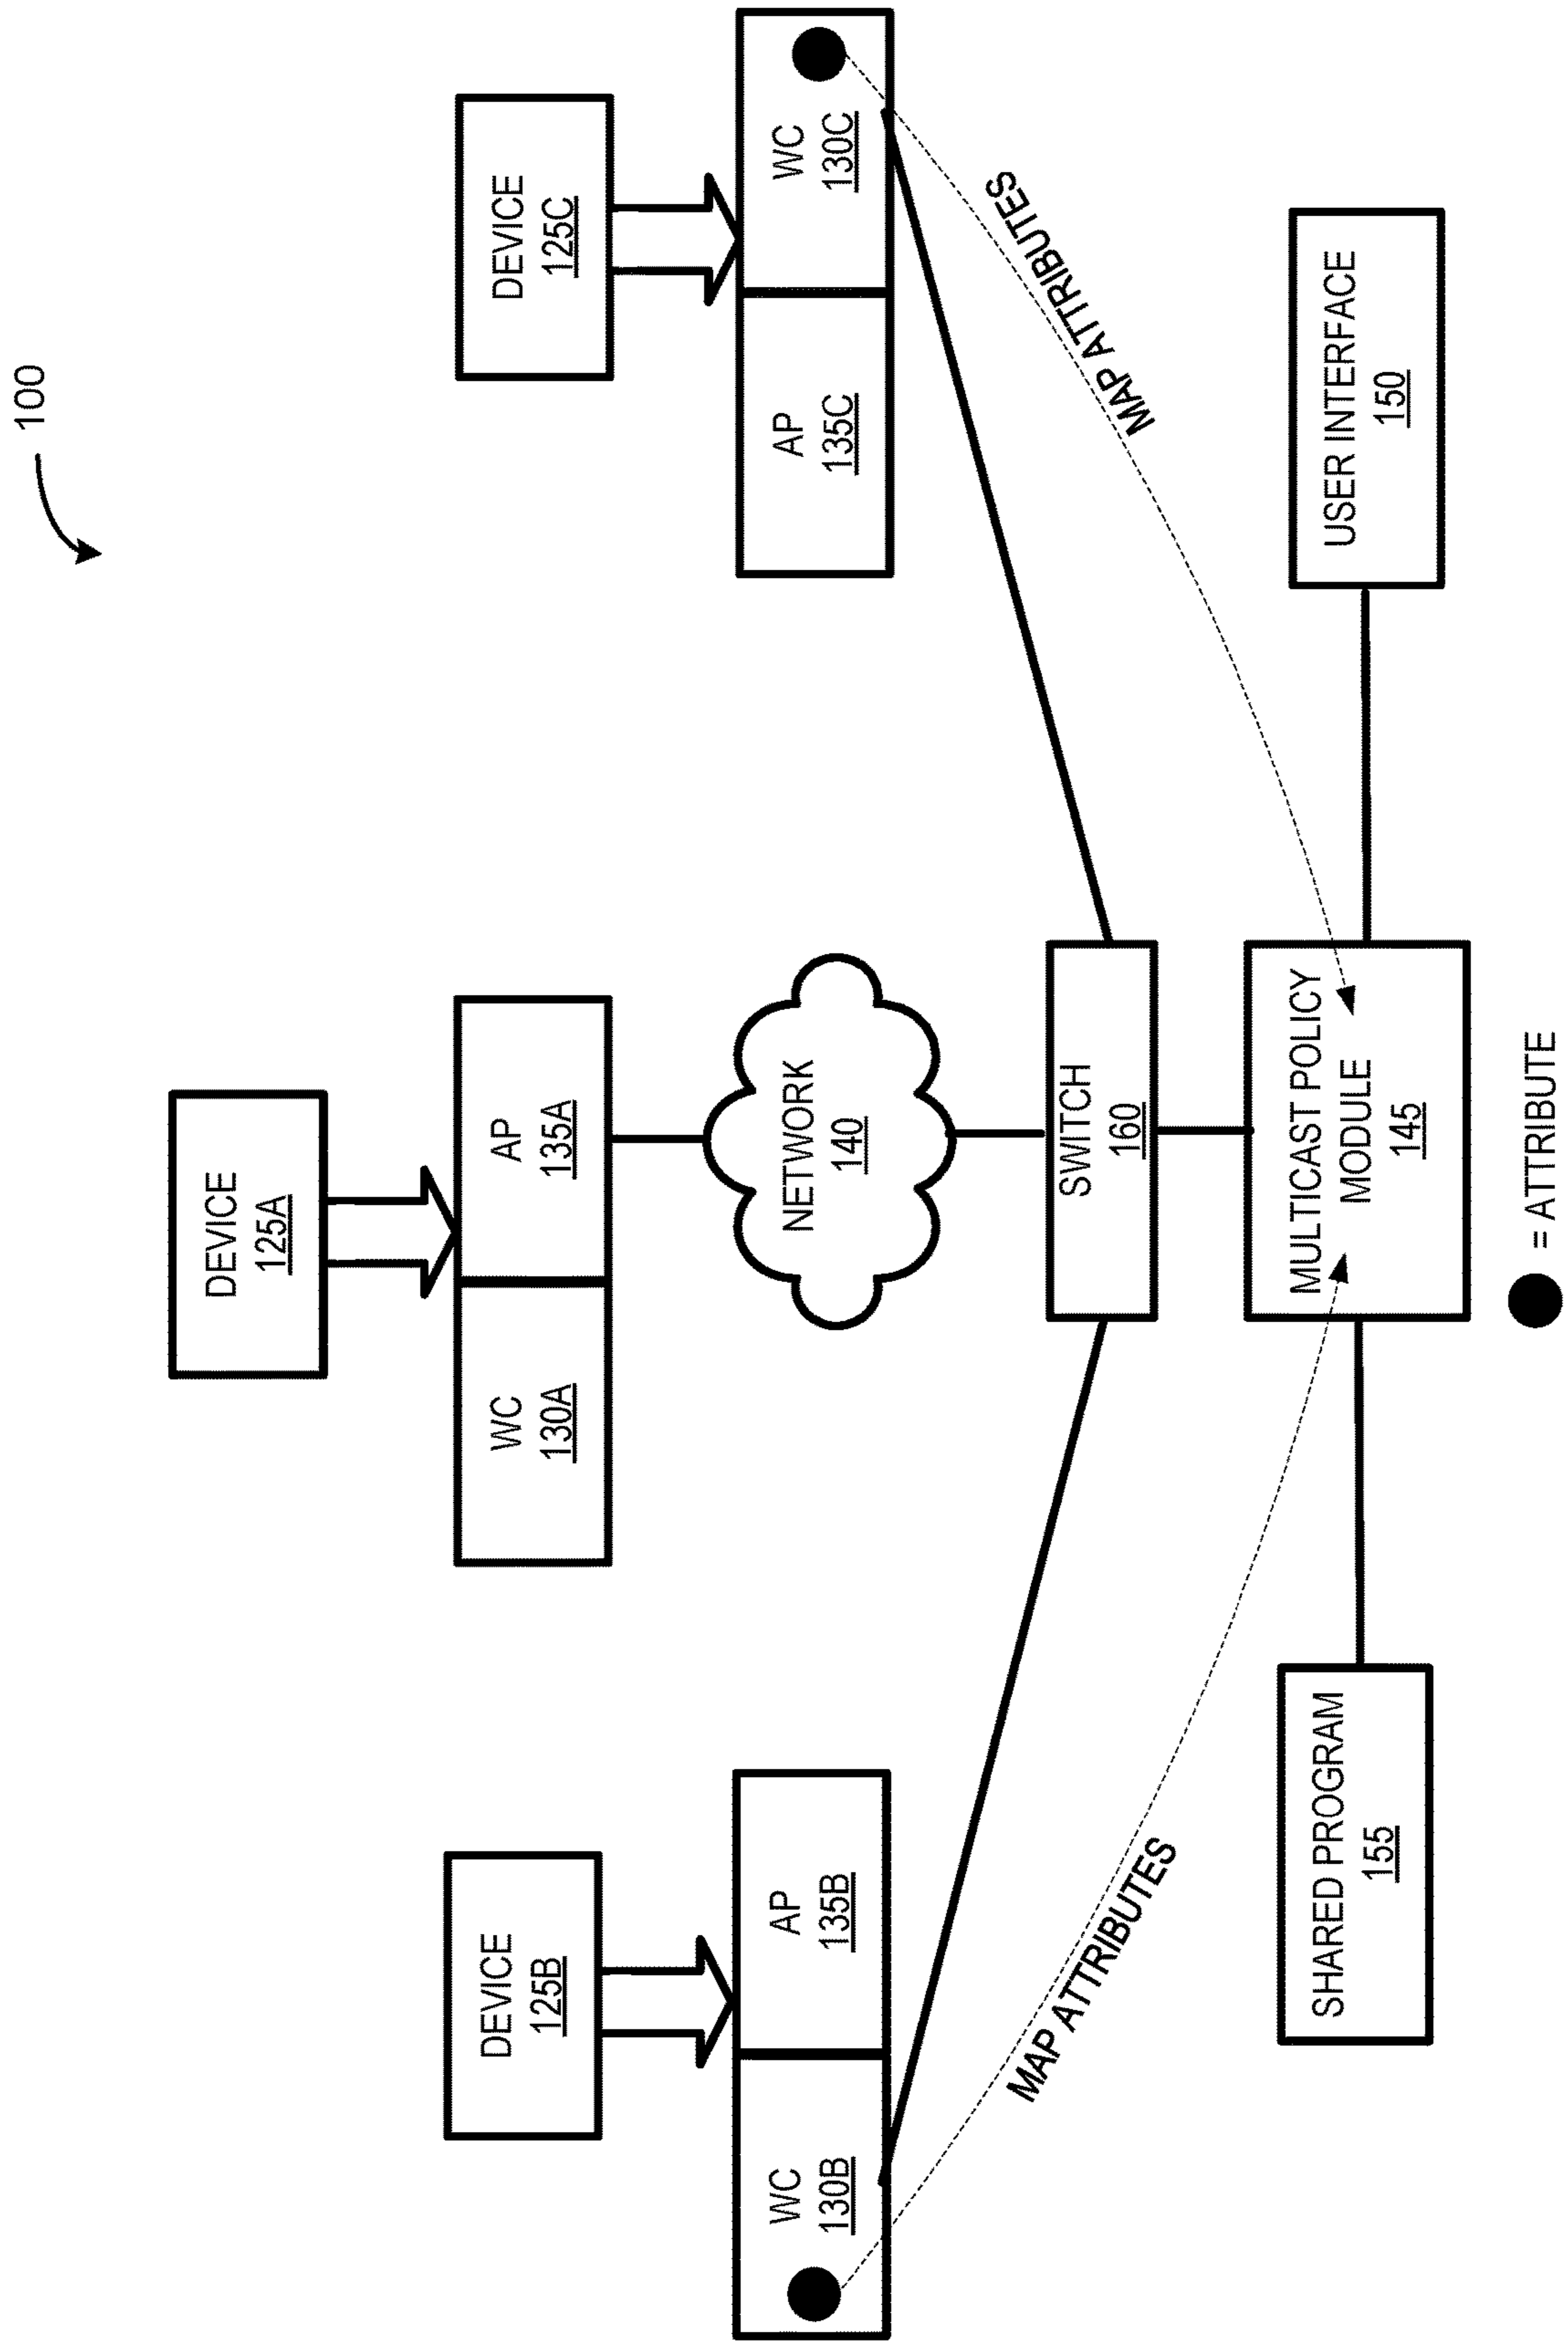 100
DEVICE
125A
WC
130A
AP
135A
DEVICE
125B
WC
130B
AP
135B
DEVICE
125C
AP
135C
WC
130C
NETWORK
140
SWITCH
160
MAP ATTRIBUTES
MAP ATTRIBUTES
SHARED PROGRAM
155
MULTICAST POLICY
MODULE
145
USER INTERFACE
150
= ATTRIBUTE